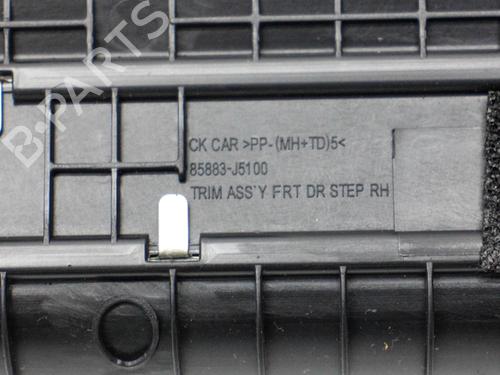 B-PARTS
CK CAR >PP-(MH+TD)5<
85883-J5100
TRIM ASS`Y FRT DR STEP RH